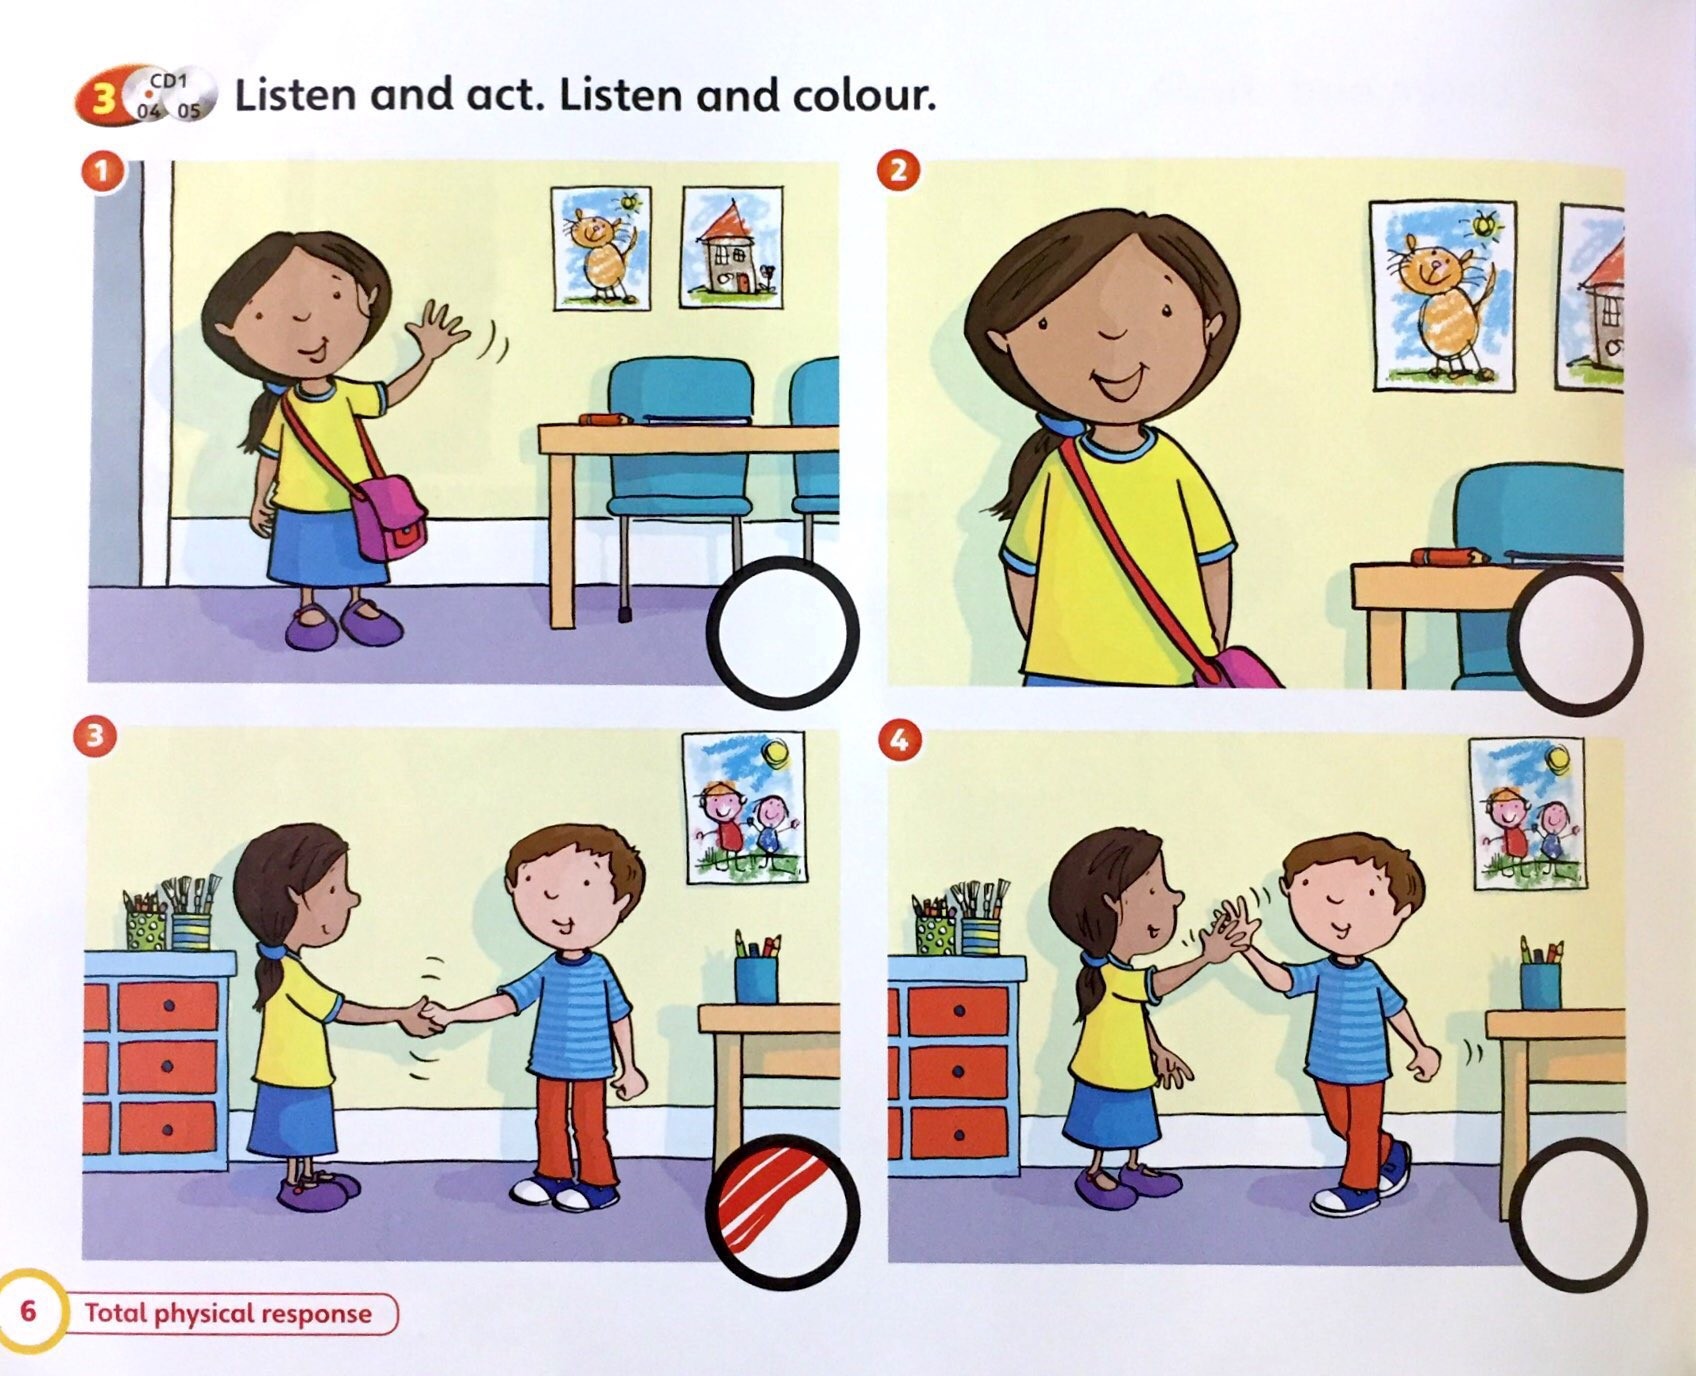 3 CD1 04 05 Listen and act. Listen and colour.
1
2
3
4
6 Total physical response